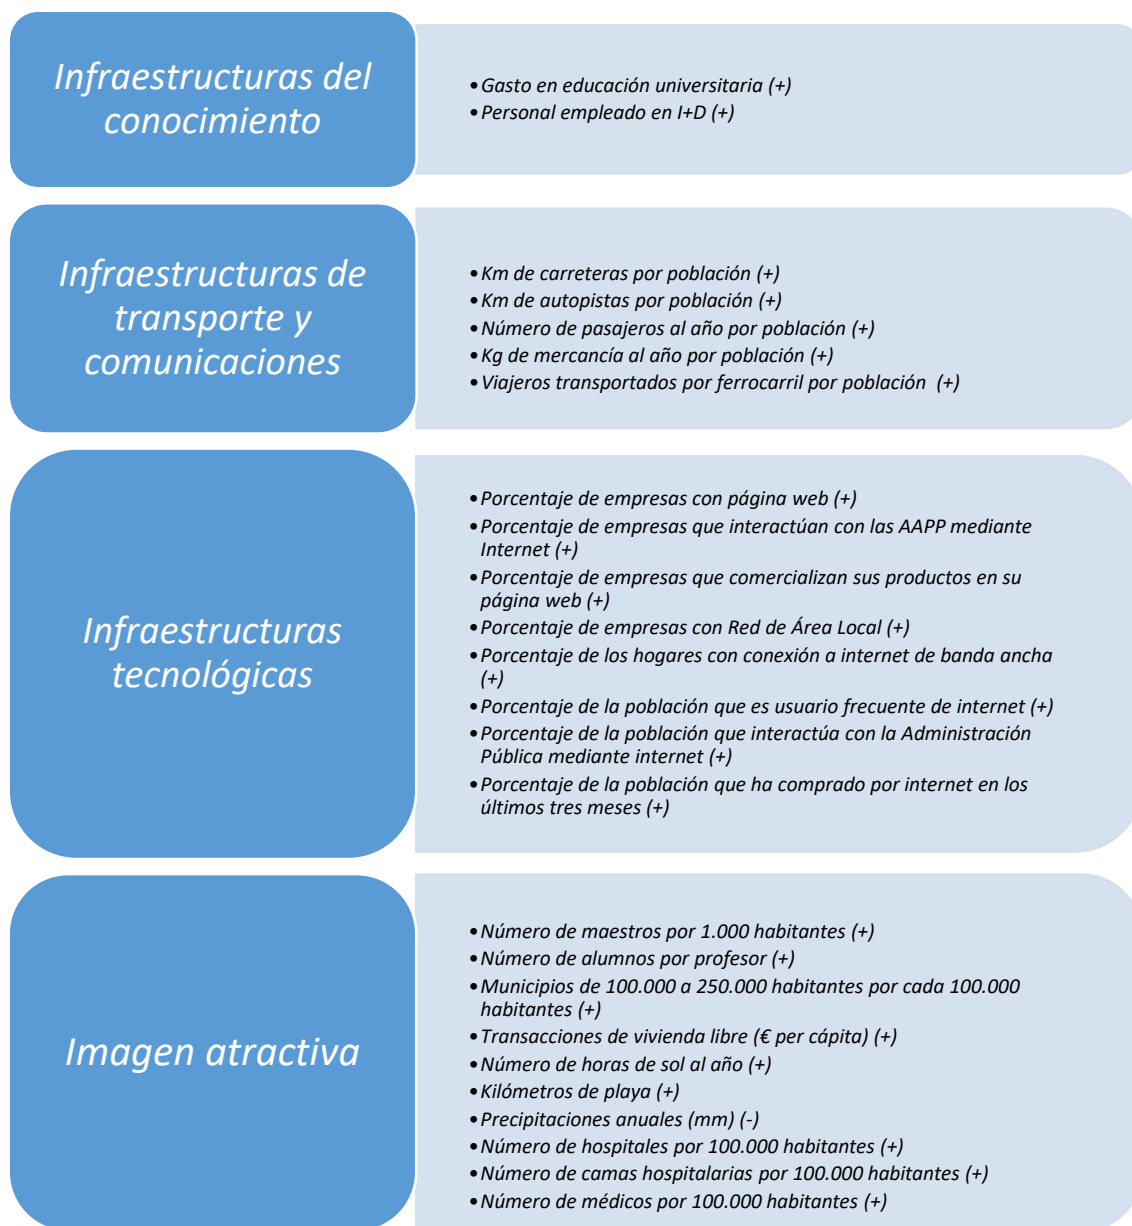 Infraestructuras del
conocimiento
•Gasto en educación universitaria (+)
•Personal empleado en I+D (+)
Infraestructuras de
transporte y
comunicaciones
•Km de carreteras por población (+)
•Km de autopistas por población (+)
•Número de pasajeros al año por población (+)
•Kg de mercancía al año por población (+)
•Viajeros transportados por ferrocarril por población (+)
Infraestructuras
tecnológicas
•Porcentaje de empresas con página web (+)
•Porcentaje de empresas que interactúan con las AAPP mediante
Internet (+)
•Porcentaje de empresas que comercializan sus productos en su
página web (+)
•Porcentaje de empresas con Red de Área Local (+)
•Porcentaje de los hogares con conexión a internet de banda ancha
(+)
•Porcentaje de la población que es usuario frecuente de internet (+)
•Porcentaje de la población que interactúa con la Administración
Pública mediante internet (+)
•Porcentaje de la población que ha comprado por internet en los
últimos tres meses (+)
Imagen atractiva
•Número de maestros por 1.000 habitantes (+)
•Número de alumnos por profesor (+)
•Municipios de 100.000 a 250.000 habitantes por cada 100.000
habitantes (+)
•Transacciones de vivienda libre (€ per cápita) (+)
•Número de horas de sol al año (+)
•Kilómetros de playa (+)
•Precipitaciones anuales (mm) (-)
•Número de hospitales por 100.000 habitantes (+)
•Número de camas hospitalarias por 100.000 habitantes (+)
•Número de médicos por 100.000 habitantes (+)